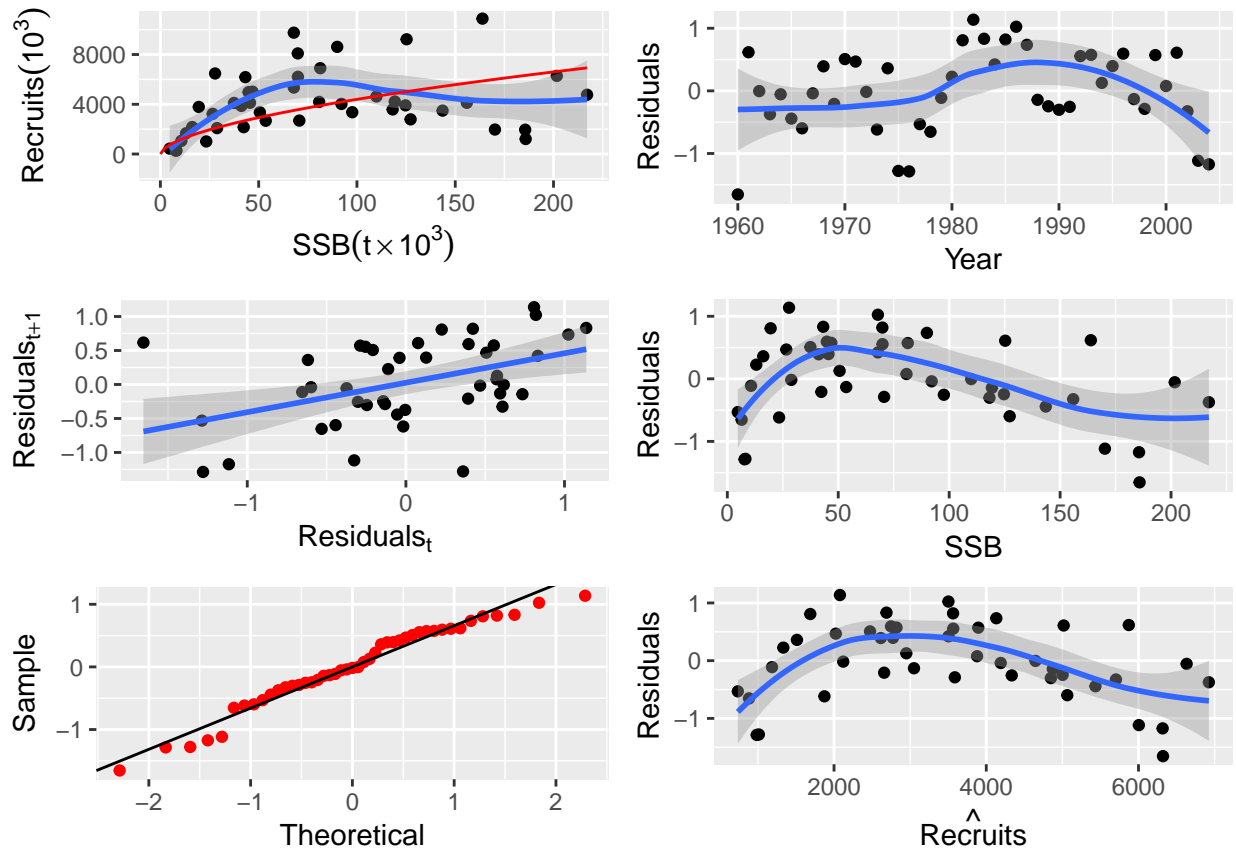 Recruits(10³)
8000
4000
0
0 50 100 150 200
SSB(t × 10³)
Residuals
1
0
−1
1960 1970 1980 1990 2000
Year
Residualsₜ₊₁
1.0
0.5
0.0
−0.5
−1.0
−1 0 1
Residualsₜ
Residuals
1
0
−1
0 50 100 150 200
SSB
Sample
1
0
−1
−2 −1 0 1 2
Theoretical
Residuals
1
0
−1
2000 4000 6000
^
Recruits